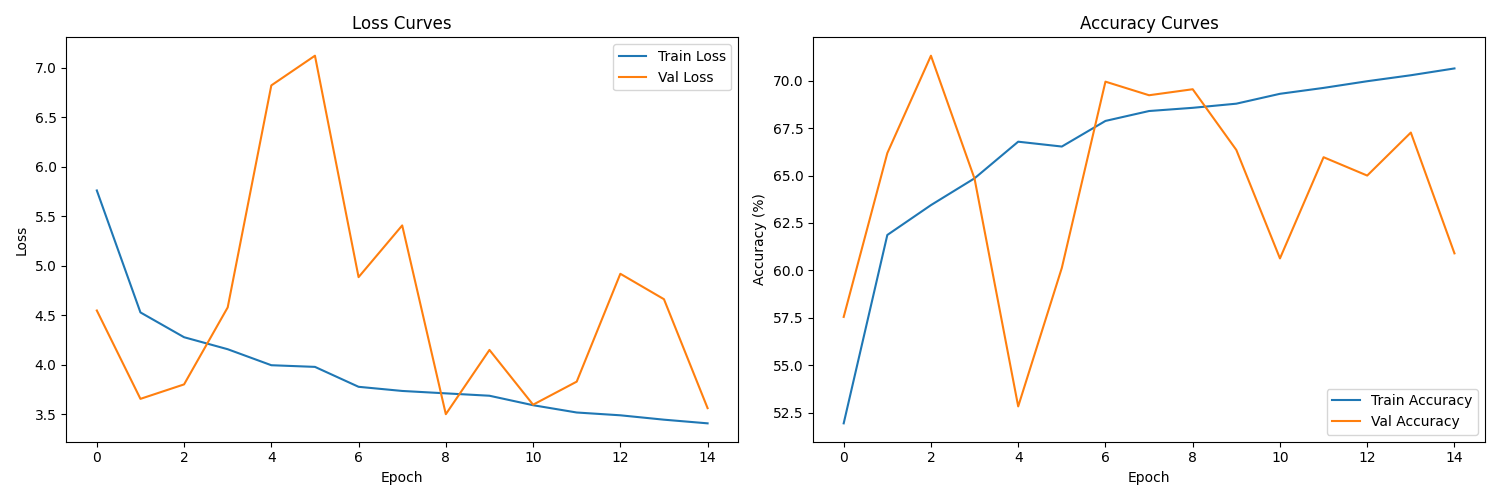 Loss Curves
Train Loss
Val Loss
7.0
6.5
6.0
5.5
5.0
4.5
4.0
3.5
Loss
0 2 4 6 8 10 12 14
Epoch
Accuracy Curves
70.0
67.5
65.0
62.5
60.0
57.5
55.0
52.5
Accuracy (%)
Train Accuracy
Val Accuracy
0 2 4 6 8 10 12 14
Epoch